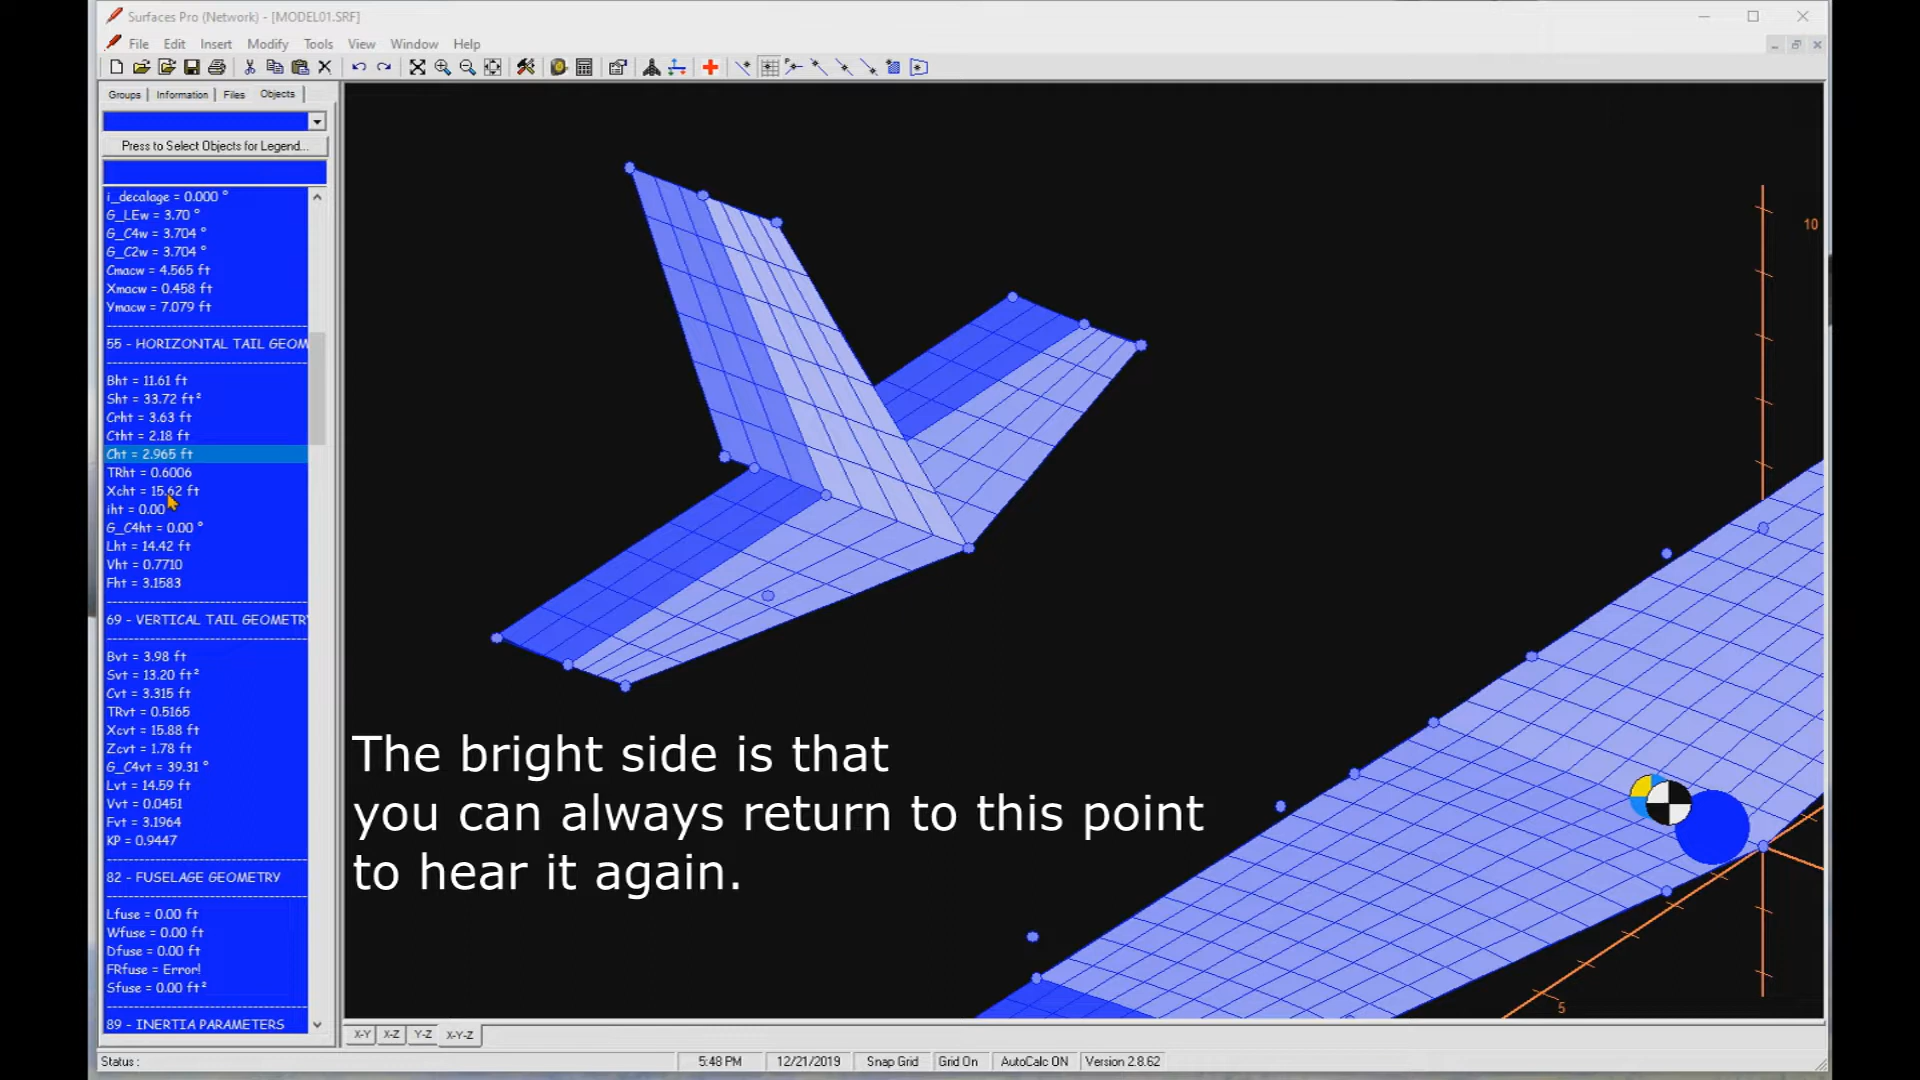 Surfaces Pro (Network) - [MODEL01.SRF]
File Edit Insert Modify Tools View Window Help
Groups Information Files Objects
Press to Select Objects for Legend...
i_decalage = 0.000 °
G_LEw = 3.70 °
G_C4w = 3.704 °
G_C2w = 3.704 °
Cmacw = 4.565 ft
Xmacw = 0.458 ft
Ymacw = 7.079 ft
55 - HORIZONTAL TAIL GEOM
Bht = 11.61 ft
Sht = 33.72 ft²
Crht = 3.63 ft
Ctht = 2.18 ft
Cht = 2.965 ft
TRht = 0.6006
Xcht = 15.62 ft
iht = 0.00
G_C4ht = 0.00 °
Lht = 14.42 ft
Vht = 0.7710
Fht = 3.1583
69 - VERTICAL TAIL GEOMETR
Bvt = 3.98 ft
Svt = 13.20 ft²
Cvt = 3.315 ft
TRvt = 0.5165
Xcvt = 15.88 ft
Zcvt = 1.78 ft
G_C4vt = 39.31 °
Lvt = 14.59 ft
Vvt = 0.0451
Fvt = 3.1964
KP = 0.9447
82 - FUSELAGE GEOMETRY
Lfuse = 0.00 ft
Wfuse = 0.00 ft
Dfuse = 0.00 ft
FRfuse = Error!
Sfuse = 0.00 ft²
89 - INERTIA PARAMETERS
10
The bright side is that
you can always return to this point
to hear it again.
5
X-Y X-Z Y-Z X-Y-Z
Status : 5:48 PM 12/21/2019 Snap Grid Grid On AutoCalc ON Version 2.8.62